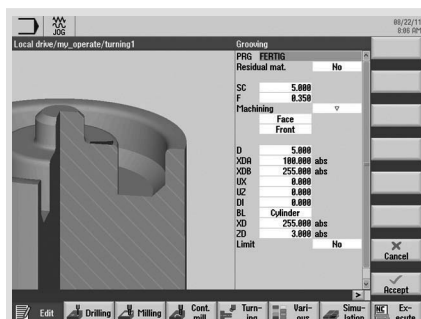 JOG
08/22/11
8:06 AM
Local drive/my_operate/turning1
Grooving
PRG FERTIG
Residual mat. No
SC 5.000
F 0.350
Machining ▽
Face
Front
D 5.000
XDA 100.000 abs
XDB 255.000 abs
UX 0.000
UZ 0.000
DI 0.000
BL Cylinder
XD 255.000 abs
ZD 3.000 abs
Limit No
Cancel
Accept
Edit
Drilling
Milling
Cont. mill.
Turn- ing
Vari- ous
Simu- lation
NC Ex- ecute